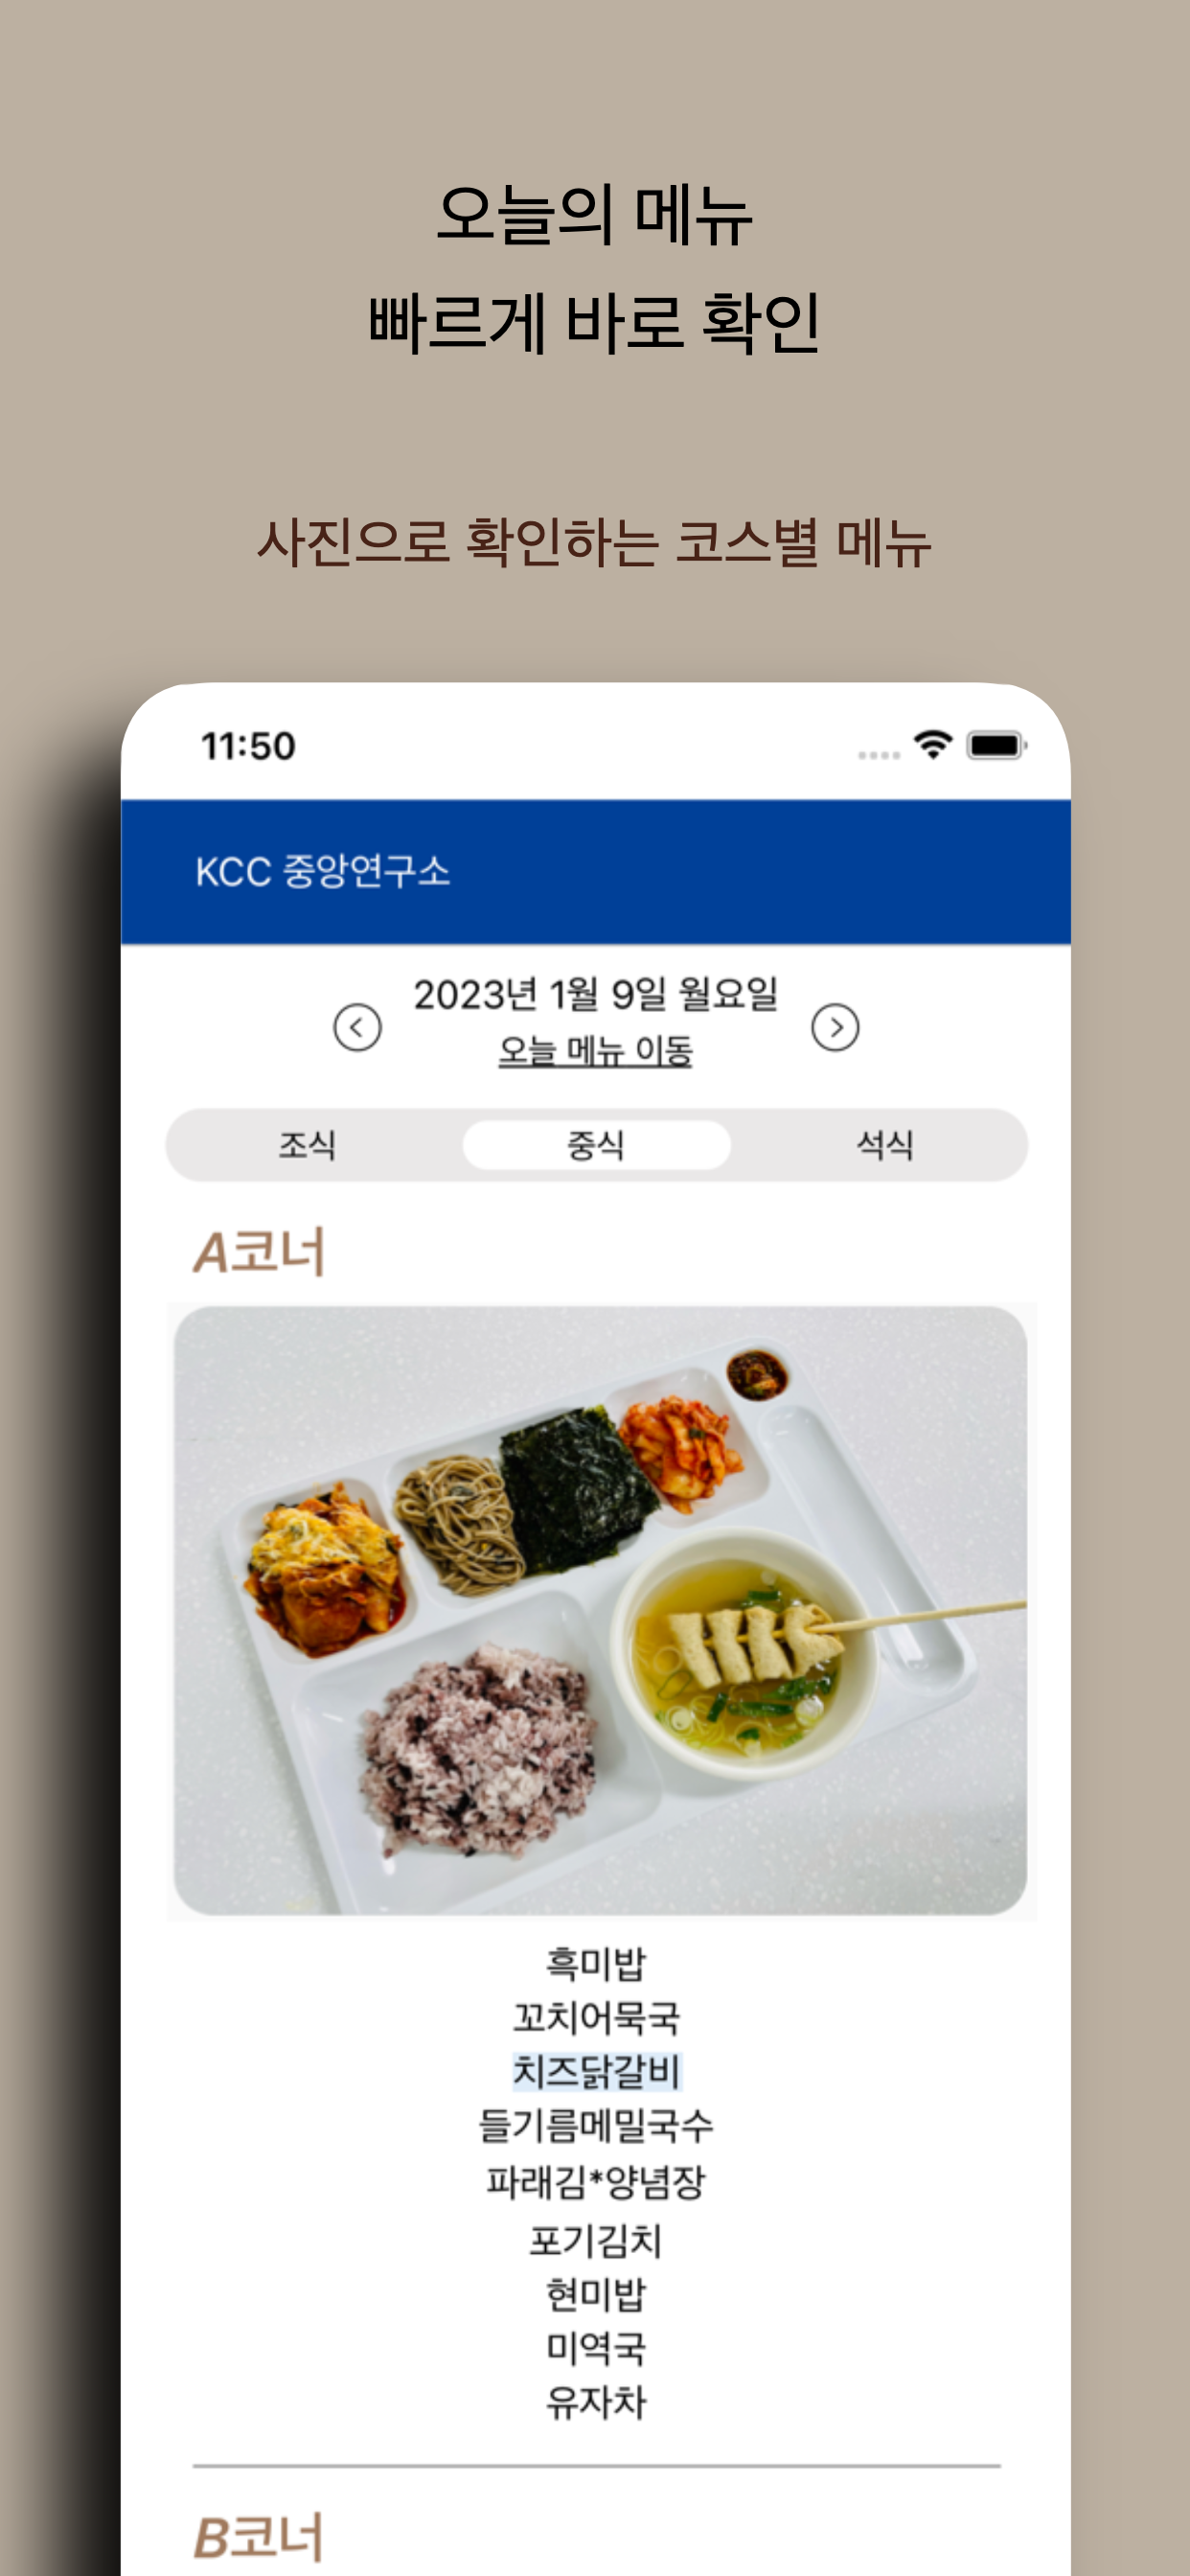 오늘의 메뉴
빠르게 바로 확인
사진으로 확인하는 코스별 메뉴
11:50
KCC 중앙연구소
2023년 1월 9일 월요일
오늘 메뉴 이동
조식 중식 석식
A코너
흑미밥
꼬치어묵국
치즈닭갈비
들기름메밀국수
파래김*양념장
포기김치
현미밥
미역국
유자차
B코너